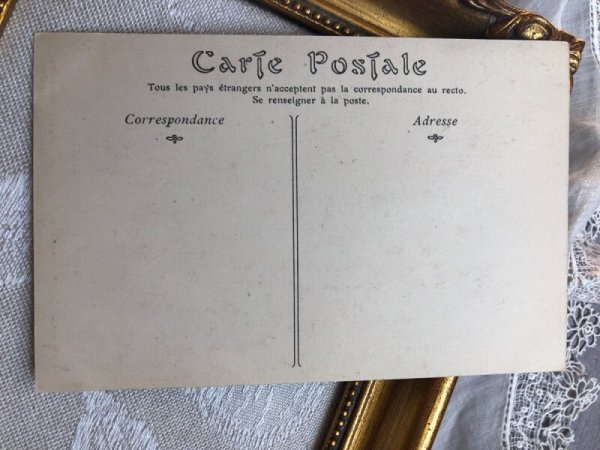 Carte Postale
Tous les pays étrangers n'acceptent pas la correspondance au recto.
Se renseigner à la poste.
Correspondance
Adresse